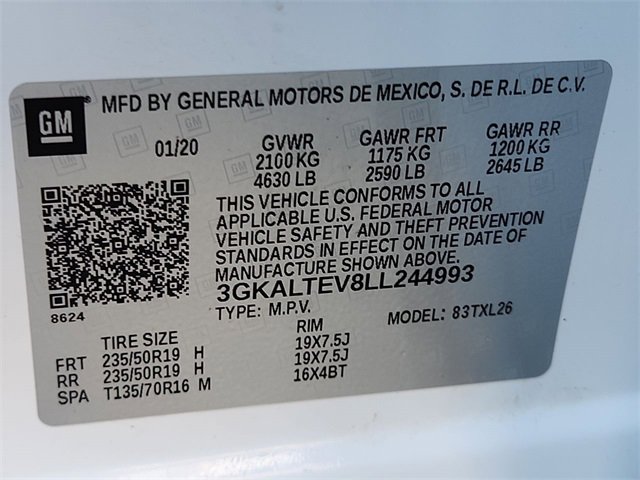 GM
MFD BY GENERAL MOTORS DE MEXICO, S. DE R.L. DE C.V.
01/20 GVWR GAWR FRT GAWR RR
2100 KG 1175 KG 1200 KG
4630 LB 2590 LB 2645 LB
THIS VEHICLE CONFORMS TO ALL
APPLICABLE U.S. FEDERAL MOTOR
VEHICLE SAFETY AND THEFT PREVENTION
STANDARDS IN EFFECT ON THE DATE OF
MANUFACTURE SHOWN ABOVE.
3GKALTEV8LL244993
8624
TYPE: M.P.V. MODEL: 83TXL26
TIRE SIZE RIM
FRT 235/50R19 H 19X7.5J
RR 235/50R19 H 19X7.5J
SPA T135/70R16 M 16X4BT